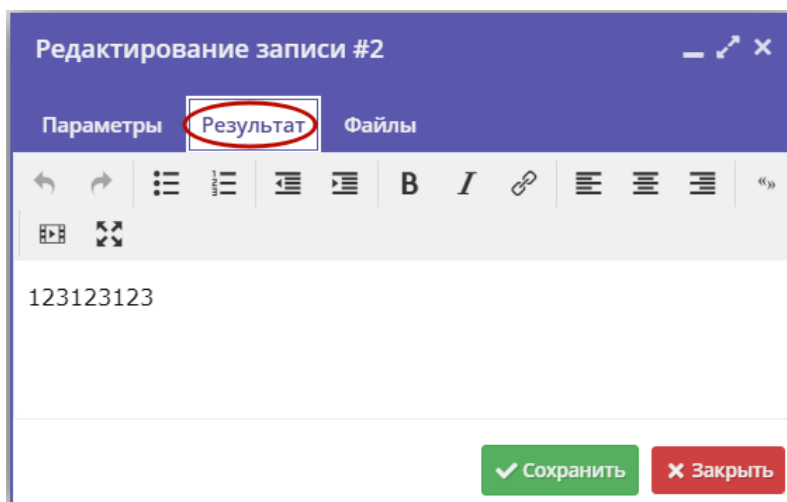 Редактирование записи #2
Параметры Результат Файлы
B I «»
123123123
Сохранить Закрыть